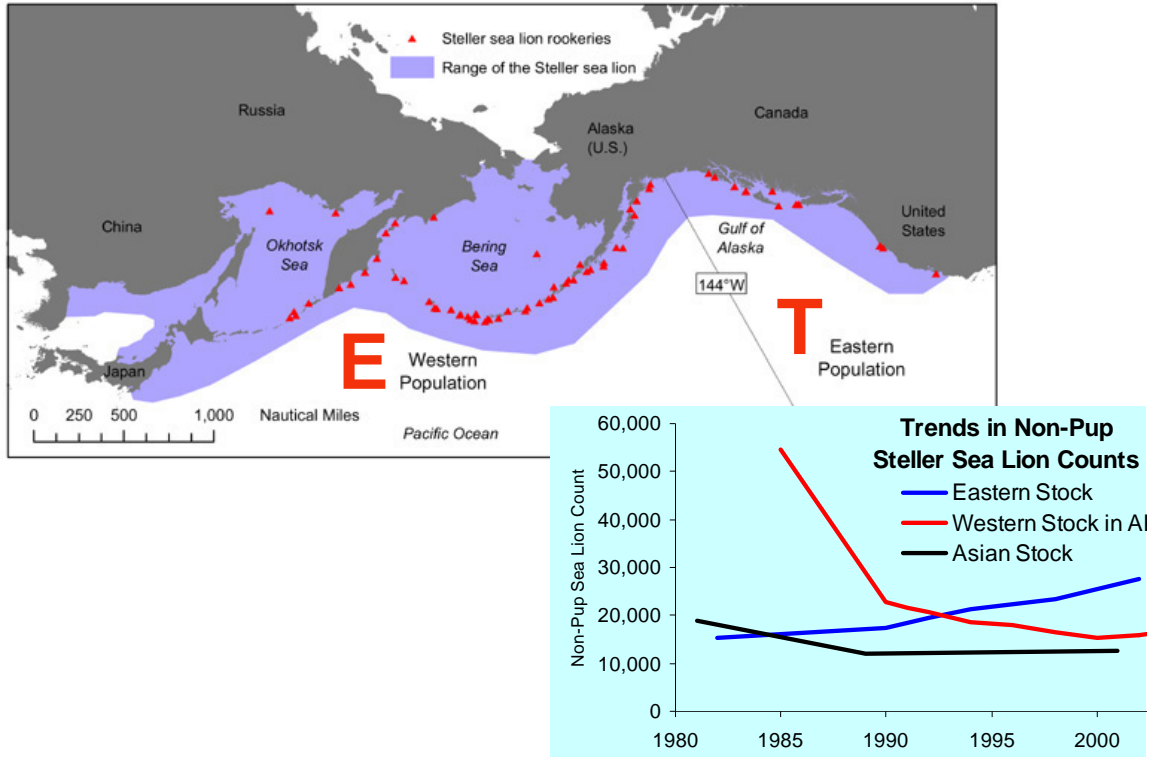 Steller sea lion rookeries
Range of the Steller sea lion
Russia
Canada
Alaska
(U.S.)
China
United
States
Okhotsk
Sea
Bering
Sea
Gulf of
Alaska
144°W
E
T
Western
Population
Eastern
Population
Japan
0 250 500 1,000 Nautical Miles
Pacific Ocean
Trends in Non-Pup
Steller Sea Lion Counts
Eastern Stock
Western Stock in Al
Asian Stock
Non-Pup Sea Lion Count
60,000
50,000
40,000
30,000
20,000
10,000
0
1980 1985 1990 1995 2000